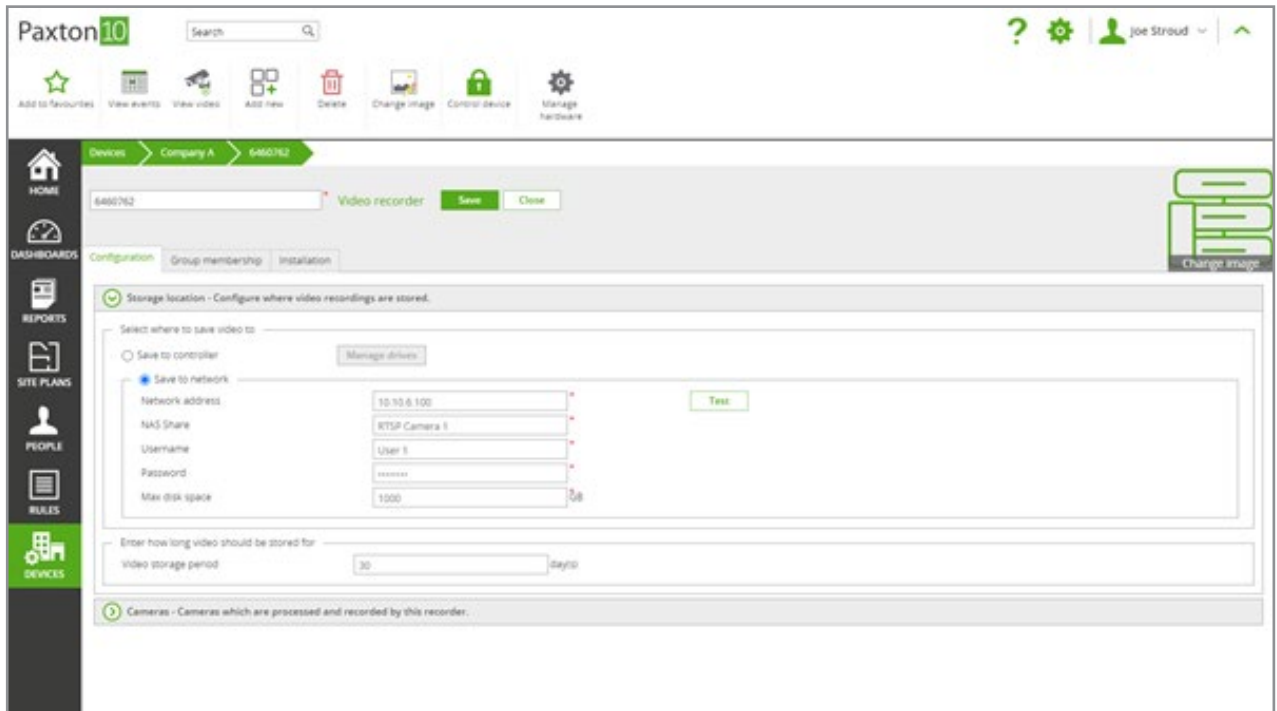 Paxton10
Search
Joe Stroud
Add to favourites View events View video Add new Delete Change image Control device Manage hardware
Devices Company A 6460762
HOME
6460762 * Video recorder Save Close
DASHBOARDS
Configuration Group membership Installation
Change image
Storage location - Configure where video recordings are stored.
REPORTS
Select where to save video to
Save to controller Manage drives
SITE PLANS
Save to network
Network address 10.10.6.100 * Test
NAS Share RTSP Camera 1 *
PEOPLE
Username User 1 *
Password ******** *
Max disk space 1000 * GB
RULES
Enter how long video should be stored for
Video storage period 30 day(s)
DEVICES
Cameras - Cameras which are processed and recorded by this recorder.